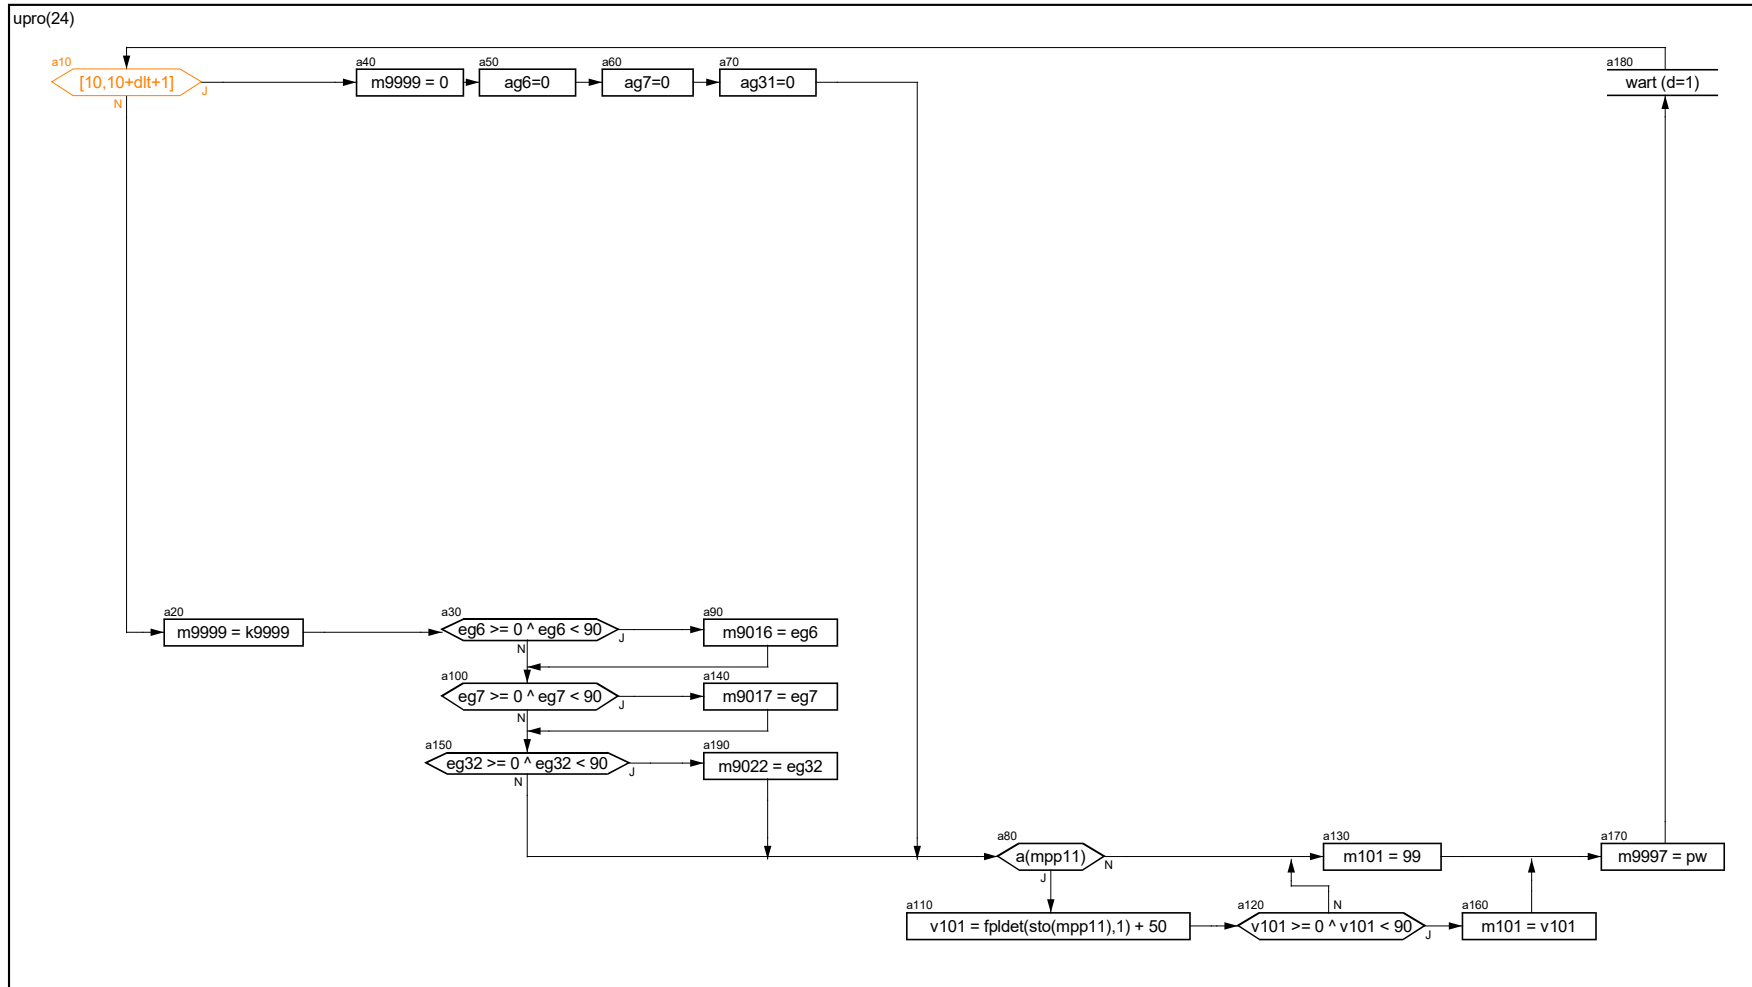 upro(24)
a10
[10,10+dlt+1]
N
J
a40
m9999 = 0
a50
ag6=0
a60
ag7=0
a70
ag31=0
a180
wart (d=1)
a20
m9999 = k9999
a30
eg6 >= 0 ^ eg6 < 90
J
N
a90
m9016 = eg6
a100
eg7 >= 0 ^ eg7 < 90
J
N
a140
m9017 = eg7
a150
eg32 >= 0 ^ eg32 < 90
J
N
a190
m9022 = eg32
a80
a(mpp11)
N
J
a130
m101 = 99
a170
m9997 = pw
a110
v101 = fpldet(sto(mpp11),1) + 50
a120
N
v101 >= 0 ^ v101 < 90
J
a160
m101 = v101